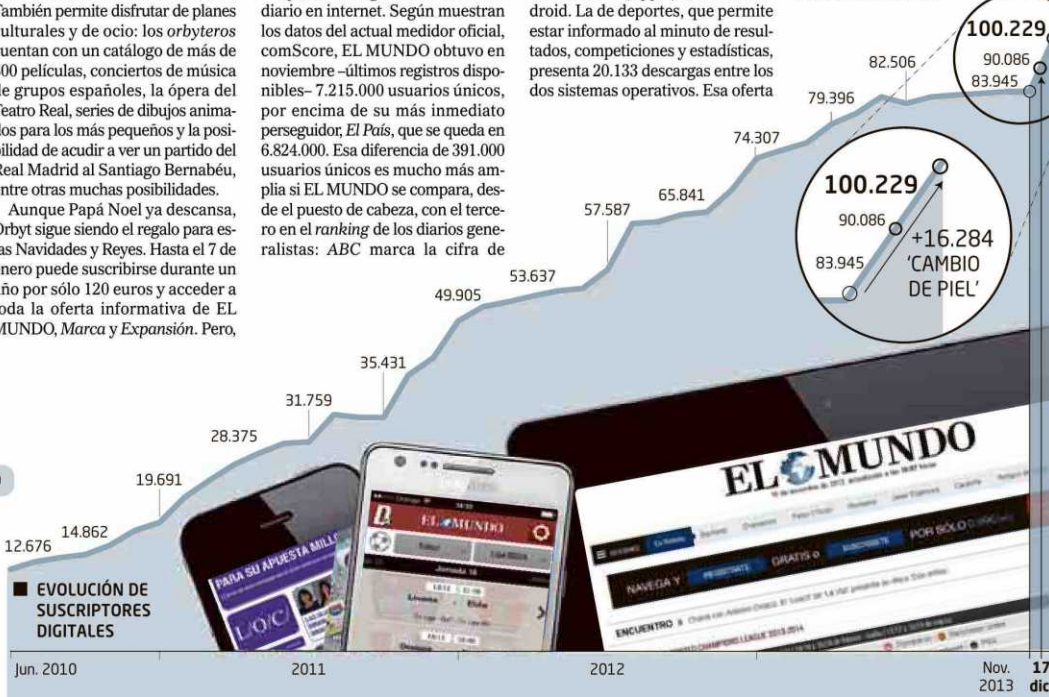 También permite disfrutar de planes
culturales y de ocio: los orbyteros
cuentan con un catálogo de más de
00 películas, conciertos de música
de grupos españoles, la ópera del
Teatro Real, series de dibujos anima-
dos para los más pequeños y la posi-
bilidad de acudir a ver un partido del
Real Madrid al Santiago Bernabéu,
entre otras muchas posibilidades.
Aunque Papá Noel ya descansa,
Orbyt sigue siendo el regalo para es-
tas Navidades y Reyes. Hasta el 7 de
enero puede suscribirse durante un
año por sólo 120 euros y acceder a
toda la oferta informativa de EL
MUNDO, Marca y Expansión. Pero,
diario en internet. Según muestran
los datos del actual medidor oficial,
comScore, EL MUNDO obtuvo en
noviembre –últimos registros dispo-
nibles– 7.215.000 usuarios únicos,
por encima de su más inmediato
perseguidor, El País, que se queda en
6.824.000. Esa diferencia de 391.000
usuarios únicos es mucho más am-
plia si EL MUNDO se compara, des-
de el puesto de cabeza, con el terce-
ro en el ranking de los diarios gene-
ralistas: ABC marca la cifra de
droid. La de deportes, que permite
estar informado al minuto de resul-
tados, competiciones y estadísticas,
presenta 20.133 descargas entre los
dos sistemas operativos. Esa oferta
12.676
14.862
19.691
28.375
31.759
35.431
49.905
53.637
57.587
65.841
74.307
79.396
82.506
83.945
90.086
100.229
100.229
90.086
83.945
+16.284
'CAMBIO
DE PIEL'
EVOLUCIÓN DE
SUSCRIPTORES
DIGITALES
PARA SU APUESTA MILL
L/O/C
EL MUNDO
Jornada 18
EL MUNDO
NAVEGA Y REGÍSTRATE GRATIS o SUSCRÍBETE POR SÓLO
ENCUENTRO
Jun. 2010
2011
2012
Nov.
2013
17
dic